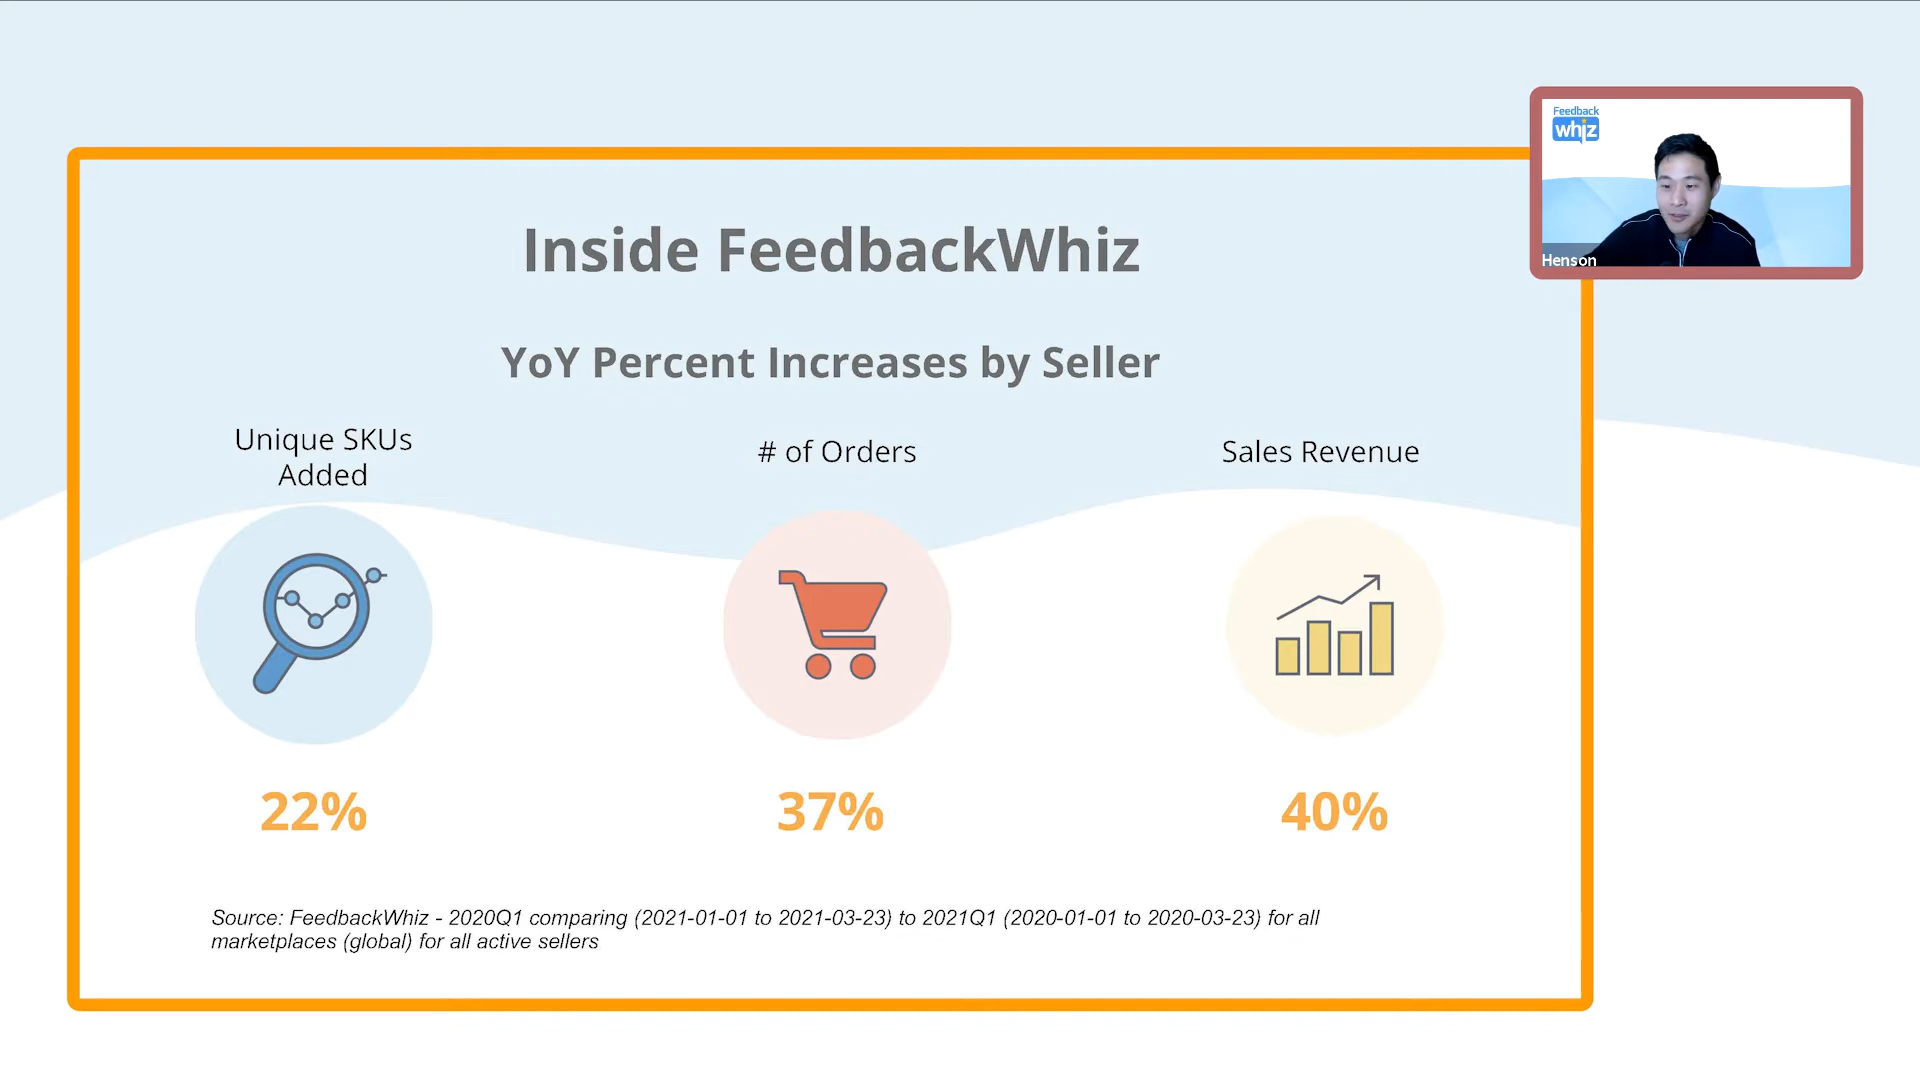 Feedback
whiz
Henson
Inside FeedbackWhiz
YoY Percent Increases by Seller
Unique SKUs
Added
# of Orders
Sales Revenue
22%
37%
40%
Source: FeedbackWhiz - 2020Q1 comparing (2021-01-01 to 2021-03-23) to 2021Q1 (2020-01-01 to 2020-03-23) for all
marketplaces (global) for all active sellers